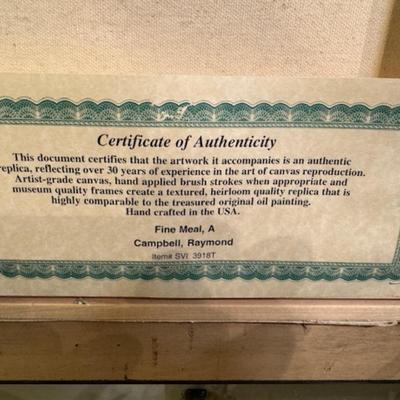 Certificate of Authenticity
This document certifies that the artwork it accompanies is an authentic
replica, reflecting over 30 years of experience in the art of canvas reproduction.
Artist-grade canvas, hand applied brush strokes when appropriate and
museum quality frames create a textured, heirloom quality replica that is
highly comparable to the treasured original oil painting.
Hand crafted in the USA.
Fine Meal, A
Campbell, Raymond
Item# SVI 3918T